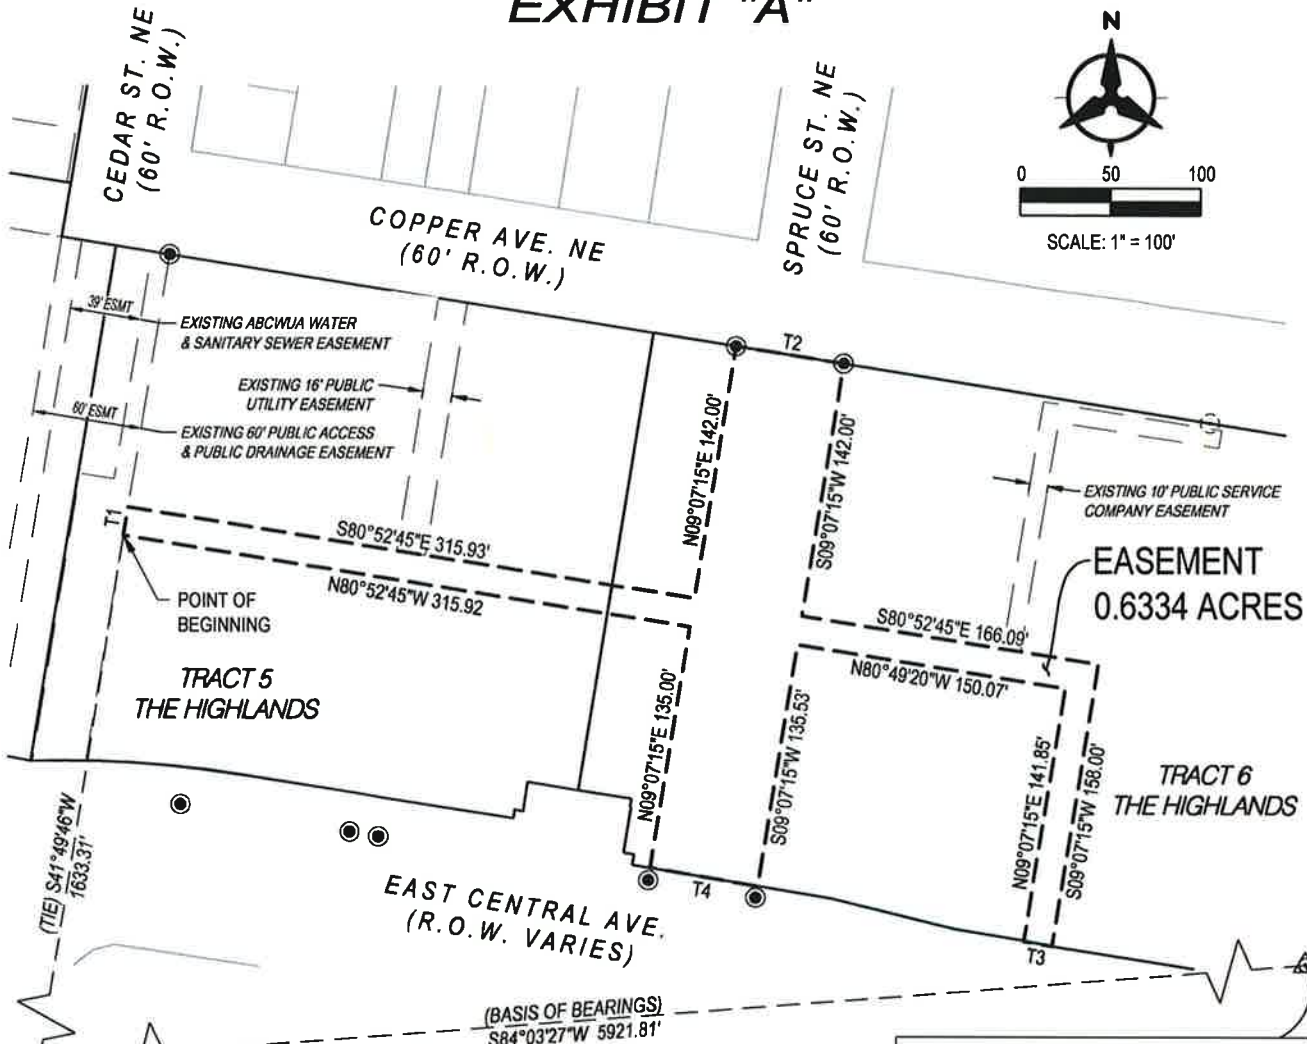 EXHIBIT "A"
CEDAR ST. NE
(60' R.O.W.)
COPPER AVE. NE
(60' R.O.W.)
SPRUCE ST. NE
(60' R.O.W.)
N
0 50 100
SCALE: 1" = 100'
39' ESMT
EXISTING ABCWUA WATER
& SANITARY SEWER EASEMENT
EXISTING 16' PUBLIC
UTILITY EASEMENT
60' ESMT
EXISTING 60' PUBLIC ACCESS
& PUBLIC DRAINAGE EASEMENT
T2
N09°07'15"E 142.00'
S09°07'15"W 142.00'
EXISTING 10' PUBLIC SERVICE
COMPANY EASEMENT
EASEMENT
0.6334 ACRES
T1
S80°52'45"E 315.93'
N80°52'45"W 315.92
POINT OF
BEGINNING
S80°52'45"E 166.09'
N80°49'20"W 150.07'
TRACT 5
THE HIGHLANDS
N09°07'15"E 135.00'
S09°07'15"W 135.53'
N09°07'15"E 141.85'
S09°07'15"W 158.00'
TRACT 6
THE HIGHLANDS
(TIE) S41°49'46"W
1633.31'
EAST CENTRAL AVE.
(R.O.W. VARIES)
T4
T3
(BASIS OF BEARINGS)
S84°03'27"W 5921.81'